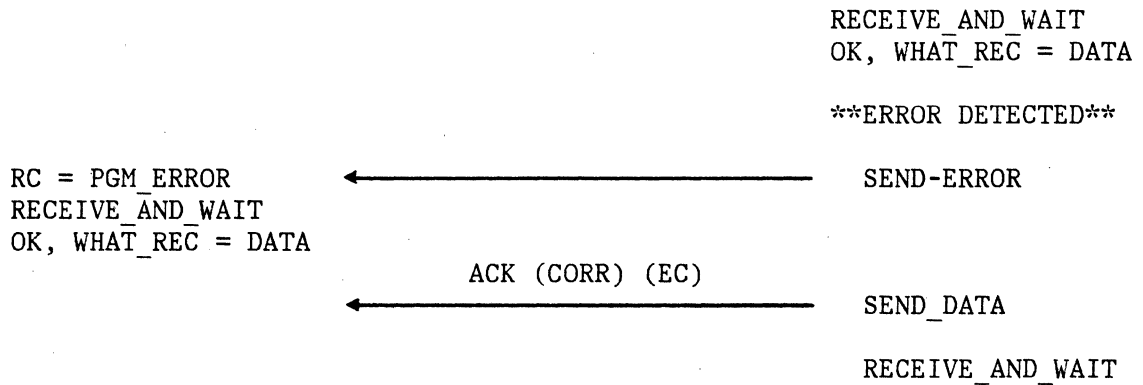 RECEIVE_AND_WAIT
OK, WHAT_REC = DATA
**ERROR DETECTED**
RC = PGM_ERROR
SEND-ERROR
RECEIVE_AND_WAIT
OK, WHAT_REC = DATA
ACK (CORR) (EC)
SEND_DATA
RECEIVE_AND_WAIT